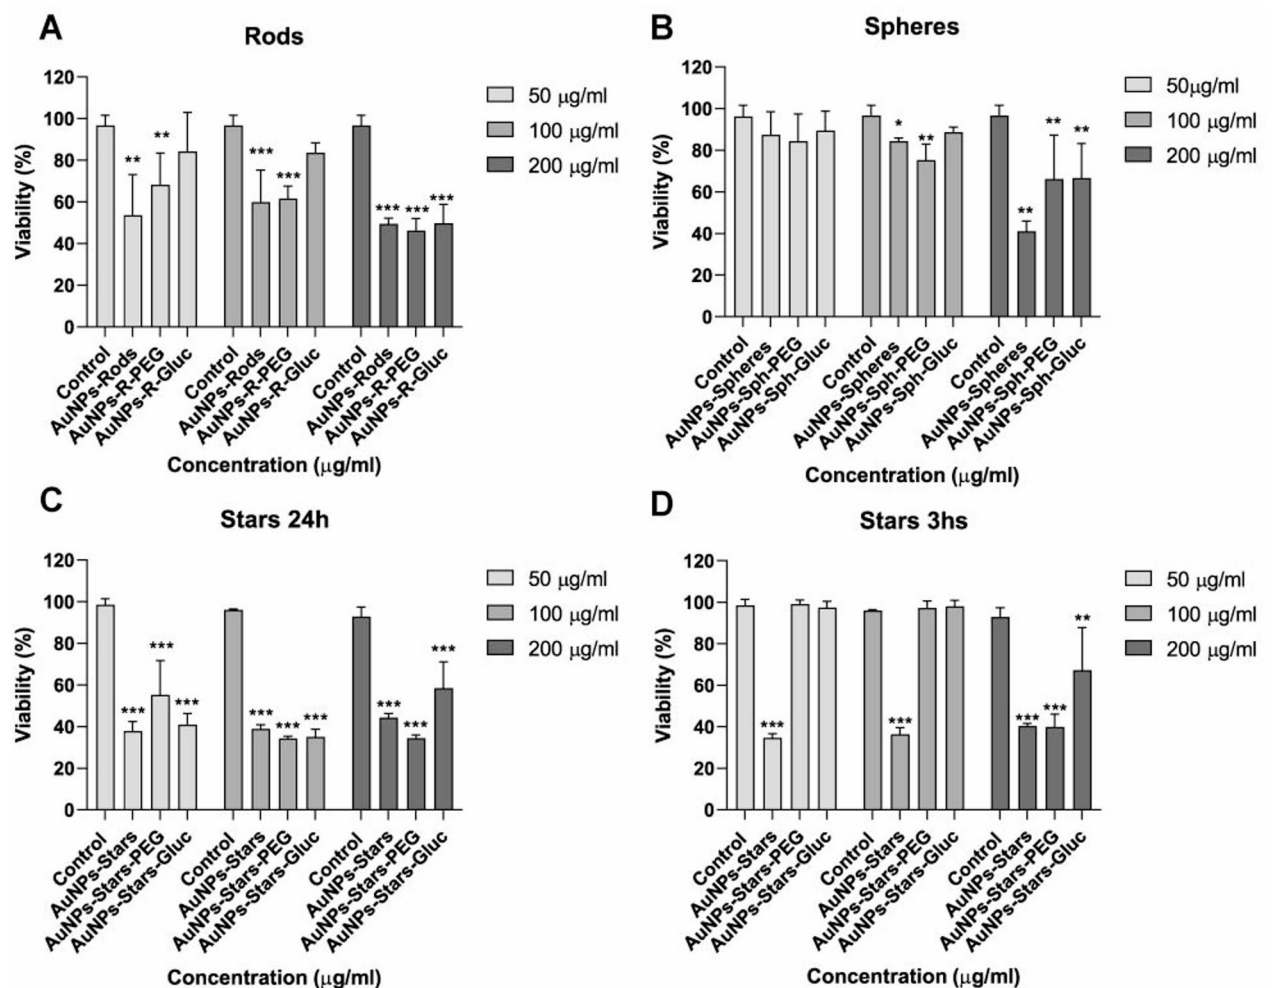 A
Rods
120
100
80
60
40
20
0
Viability (%)
** ** *** *** *** *** ***
50 µg/ml
100 µg/ml
200 µg/ml
Control
AuNPs-Rods
AuNPs-R-PEG
AuNPs-R-Gluc
Control
AuNPs-Rods
AuNPs-R-PEG
AuNPs-R-Gluc
Control
AuNPs-Rods
AuNPs-R-PEG
AuNPs-R-Gluc
Concentration (µg/ml)
B
Spheres
120
100
80
60
40
20
0
Viability (%)
* ** ** ** **
50µg/ml
100 µg/ml
200 µg/ml
Control
AuNPs-Spheres
AuNPs-Sph-PEG
AuNPs-Sph-Gluc
Control
AuNPs-Spheres
AuNPs-Sph-PEG
AuNPs-Sph-Gluc
Control
AuNPs-Spheres
AuNPs-Sph-PEG
AuNPs-Sph-Gluc
Concentration (µg/ml)
C
Stars 24h
120
100
80
60
40
20
0
Viability (%)
*** *** *** *** *** *** *** *** ***
50 µg/ml
100 µg/ml
200 µg/ml
Control
AuNPs-Stars
AuNPs-Stars-PEG
AuNPs-Stars-Gluc
Control
AuNPs-Stars
AuNPs-Stars-PEG
AuNPs-Stars-Gluc
Control
AuNPs-Stars
AuNPs-Stars-PEG
AuNPs-Stars-Gluc
Concentration (µg/ml)
D
Stars 3hs
120
100
80
60
40
20
0
Viability (%)
*** *** *** *** **
50 µg/ml
100 µg/ml
200 µg/ml
Control
AuNPs-Stars
AuNPs-Stars-PEG
AuNPs-Stars-Gluc
Control
AuNPs-Stars
AuNPs-Stars-PEG
AuNPs-Stars-Gluc
Control
AuNPs-Stars
AuNPs-Stars-PEG
AuNPs-Stars-Gluc
Concentration (µg/ml)